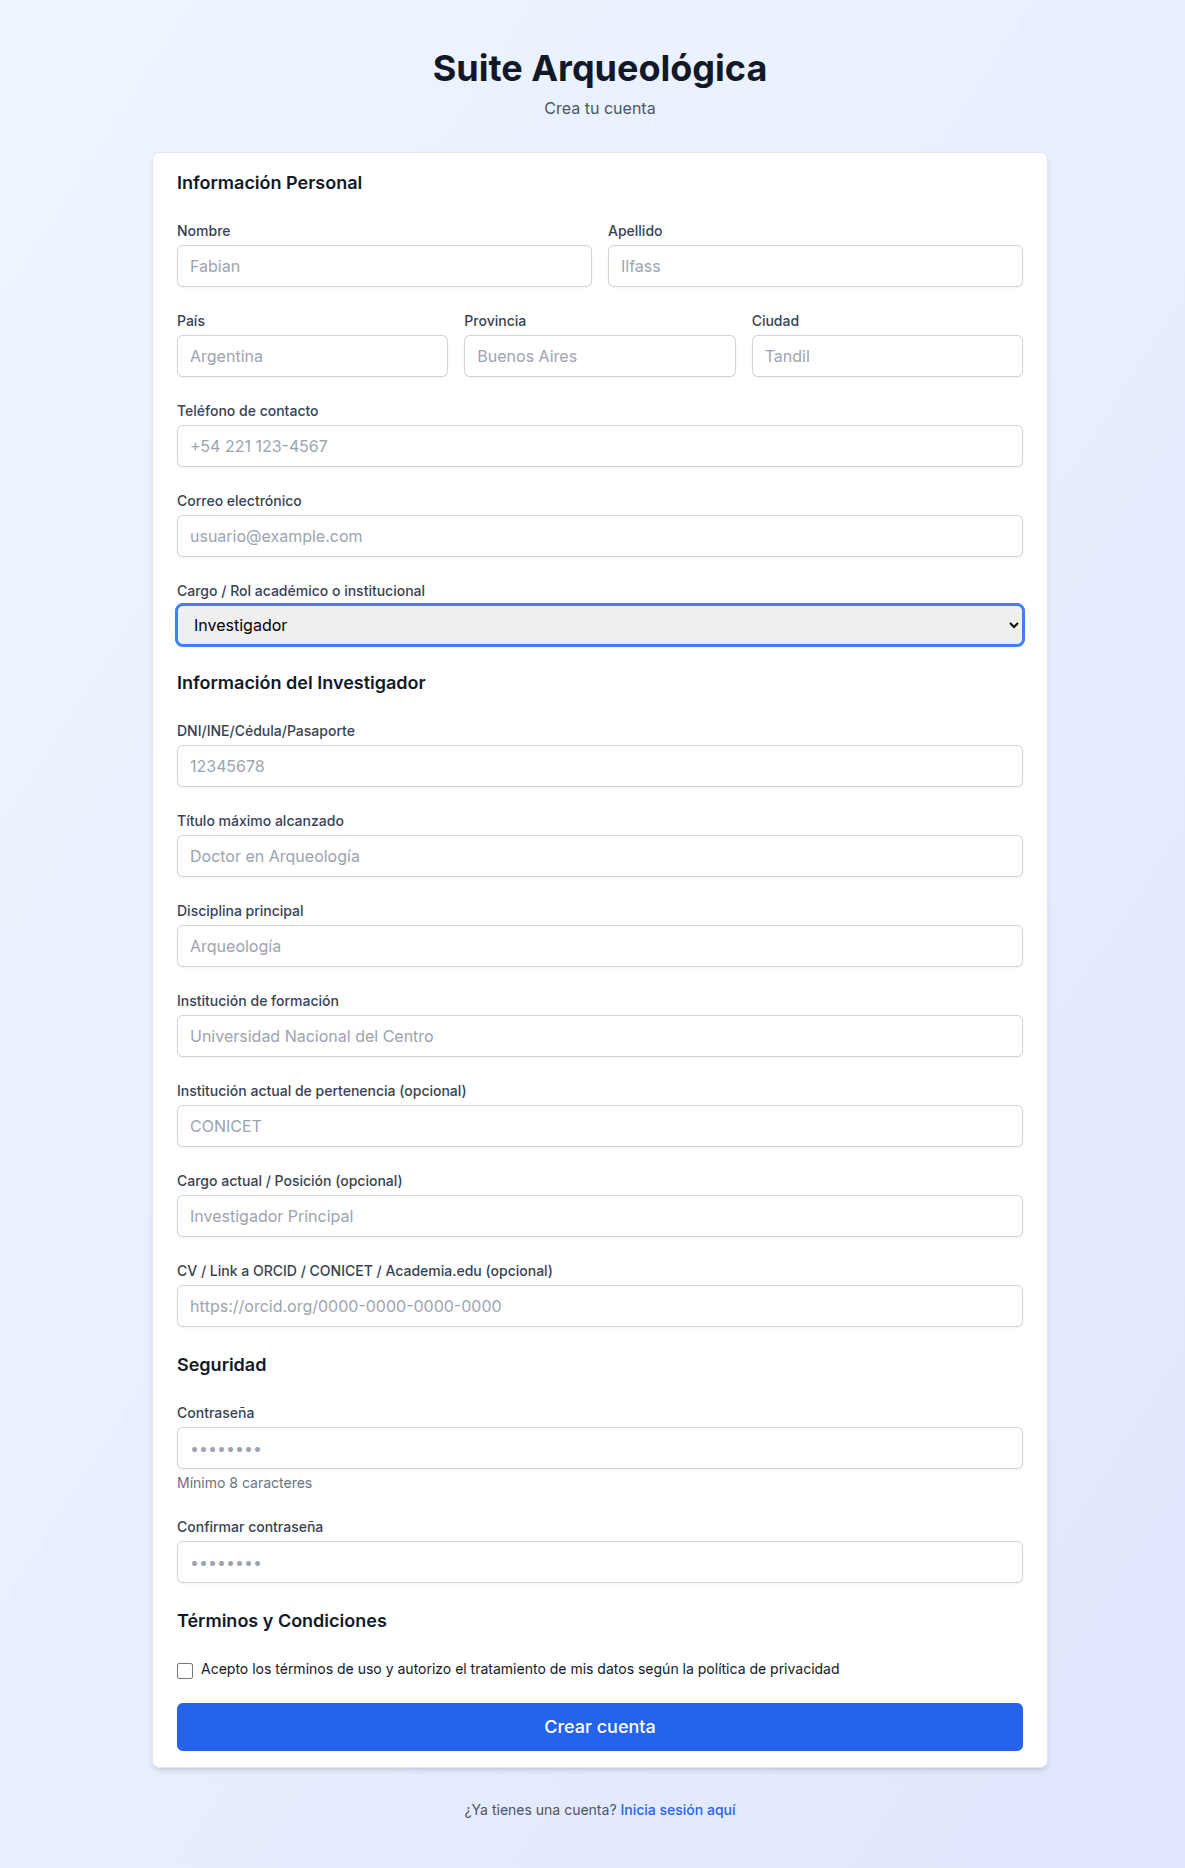 Suite Arqueológica
Crea tu cuenta
Información Personal
Nombre
Apellido
Fabian
Ilfass
País
Provincia
Ciudad
Argentina
Buenos Aires
Tandil
Teléfono de contacto
+54 221 123-4567
Correo electrónico
usuario@example.com
Cargo / Rol académico o institucional
Investigador
Información del Investigador
DNI/INE/Cédula/Pasaporte
12345678
Título máximo alcanzado
Doctor en Arqueología
Disciplina principal
Arqueología
Institución de formación
Universidad Nacional del Centro
Institución actual de pertenencia (opcional)
CONICET
Cargo actual / Posición (opcional)
Investigador Principal
CV / Link a ORCID / CONICET / Academia.edu (opcional)
https://orcid.org/0000-0000-0000-0000
Seguridad
Contraseña
••••••••
Mínimo 8 caracteres
Confirmar contraseña
••••••••
Términos y Condiciones
Acepto los términos de uso y autorizo el tratamiento de mis datos según la política de privacidad
Crear cuenta
¿Ya tienes una cuenta? Inicia sesión aquí